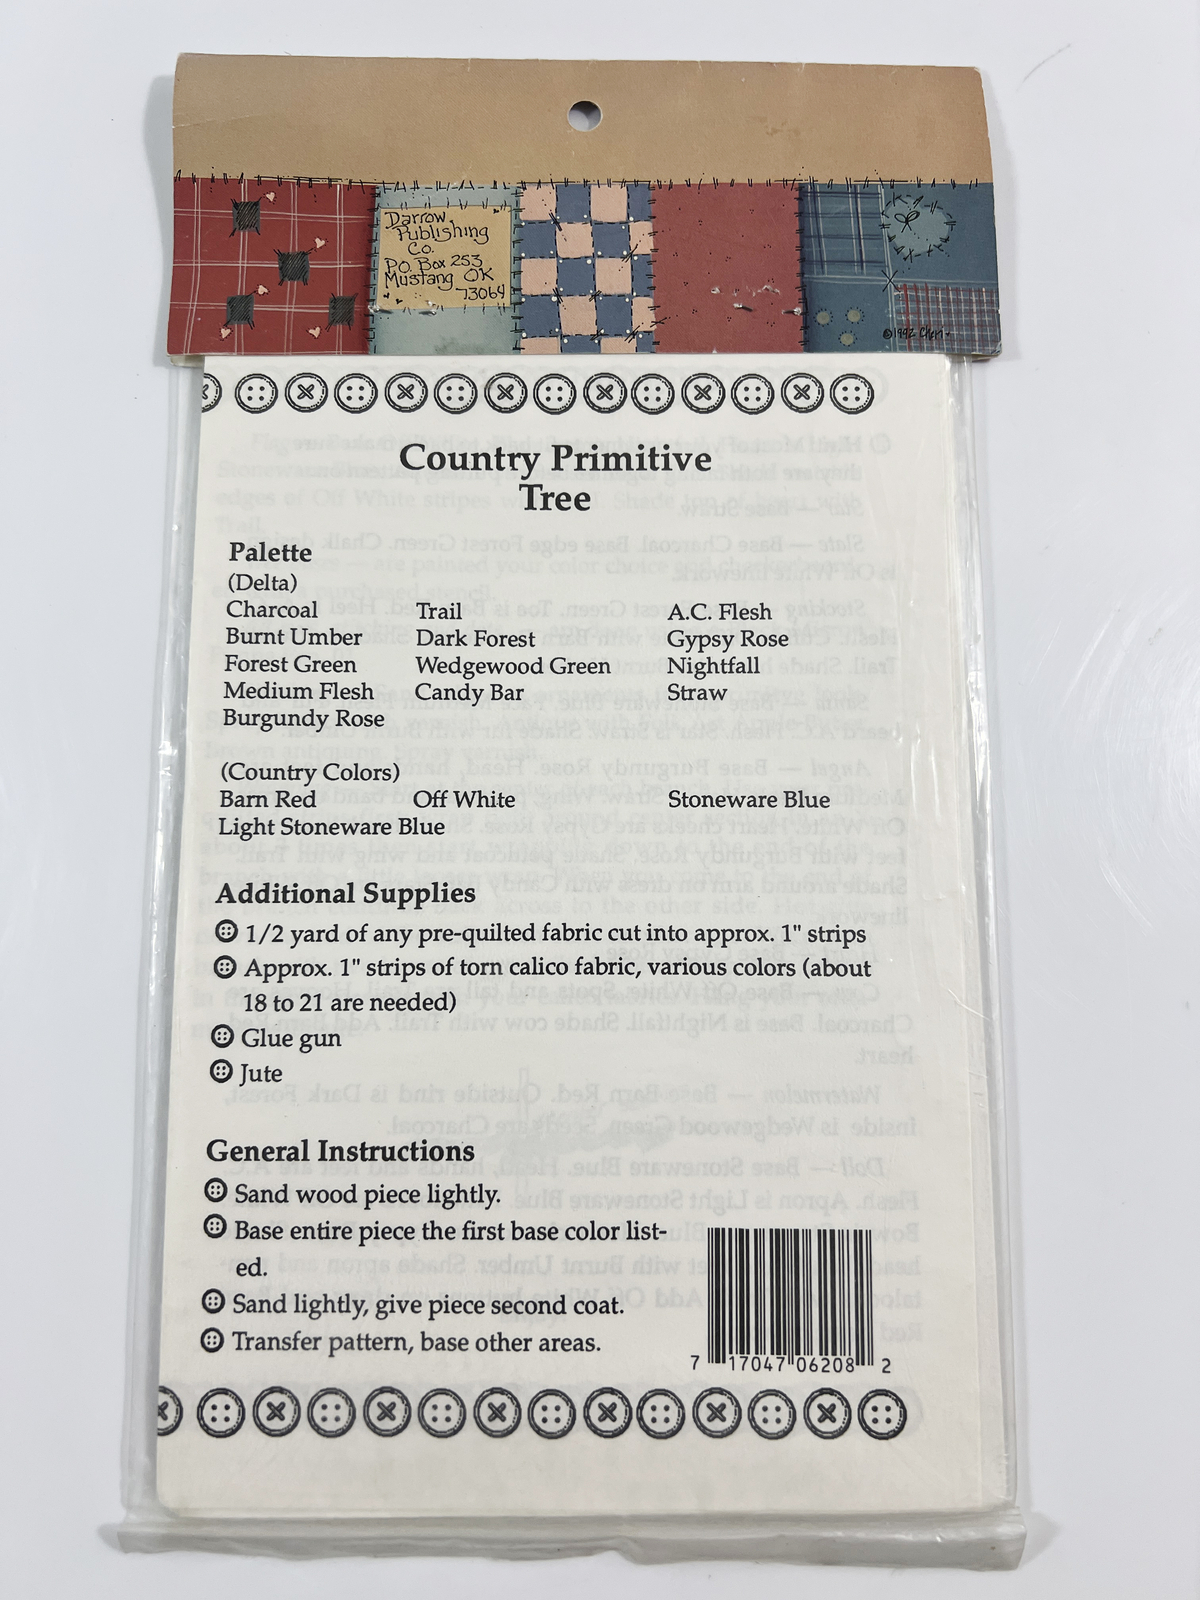 Darrow
Publishing
Co.
P.O. Box 253
Mustang OK
73064
©1992 Cheri
Country Primitive
Tree
Palette
(Delta)
Charcoal Trail A.C. Flesh
Burnt Umber Dark Forest Gypsy Rose
Forest Green Wedgewood Green Nightfall
Medium Flesh Candy Bar Straw
Burgundy Rose
(Country Colors)
Barn Red Off White Stoneware Blue
Light Stoneware Blue
Additional Supplies
1/2 yard of any pre-quilted fabric cut into approx. 1" strips
Approx. 1" strips of torn calico fabric, various colors (about
18 to 21 are needed)
Glue gun
Jute
General Instructions
Sand wood piece lightly.
Base entire piece the first base color list-
ed.
Sand lightly, give piece second coat.
Transfer pattern, base other areas.
7 17047 06208 2